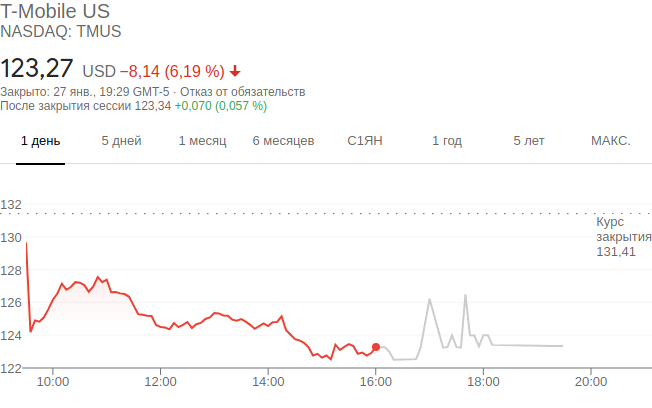 T-Mobile US
NASDAQ: TMUS
123,27 USD −8,14 (6,19 %)
Закрыто: 27 янв., 19:29 GMT-5 · Отказ от обязательств
После закрытия сессии 123,34 +0,070 (0,057 %)
1 день 5 дней 1 месяц 6 месяцев С1ЯН 1 год 5 лет МАКС.
132
Курс
130 закрытия
131,41
128
126
124
122
10:00 12:00 14:00 16:00 18:00 20:00